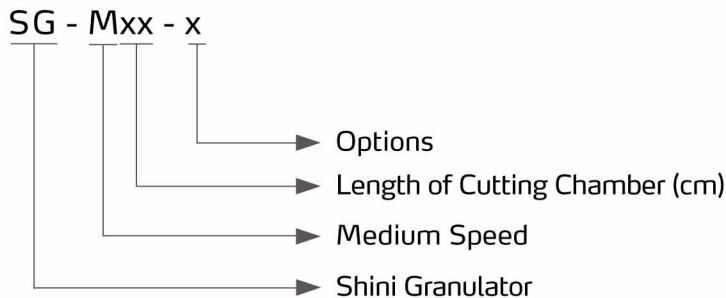 SG - Mxx - x
Options
Length of Cutting Chamber (cm)
Medium Speed
Shini Granulator